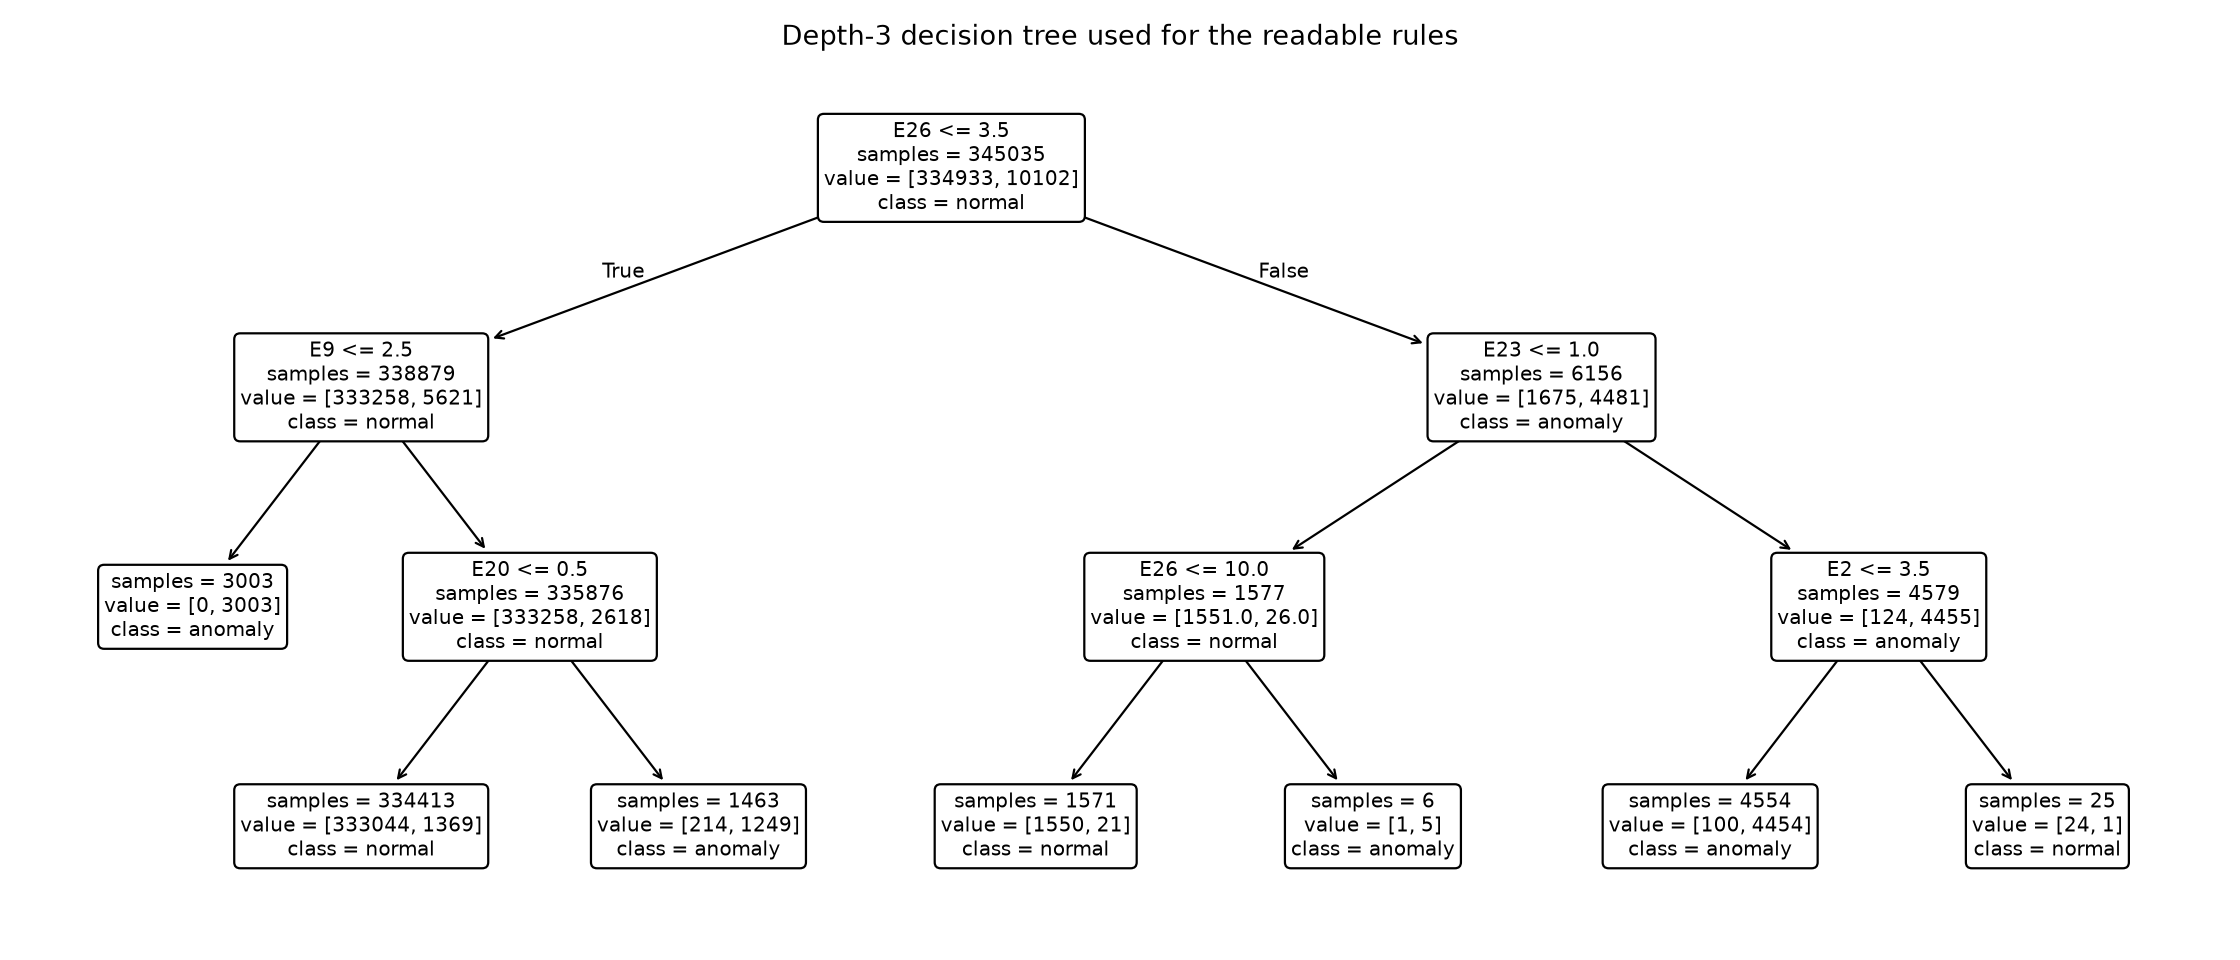 Depth-3 decision tree used for the readable rules
E26 <= 3.5
samples = 345035
value = [334933, 10102]
class = normal
True
False
E9 <= 2.5
samples = 338879
value = [333258, 5621]
class = normal
E23 <= 1.0
samples = 6156
value = [1675, 4481]
class = anomaly
samples = 3003
value = [0, 3003]
class = anomaly
E20 <= 0.5
samples = 335876
value = [333258, 2618]
class = normal
E26 <= 10.0
samples = 1577
value = [1551.0, 26.0]
class = normal
E2 <= 3.5
samples = 4579
value = [124, 4455]
class = anomaly
samples = 334413
value = [333044, 1369]
class = normal
samples = 1463
value = [214, 1249]
class = anomaly
samples = 1571
value = [1550, 21]
class = normal
samples = 6
value = [1, 5]
class = anomaly
samples = 4554
value = [100, 4454]
class = anomaly
samples = 25
value = [24, 1]
class = normal